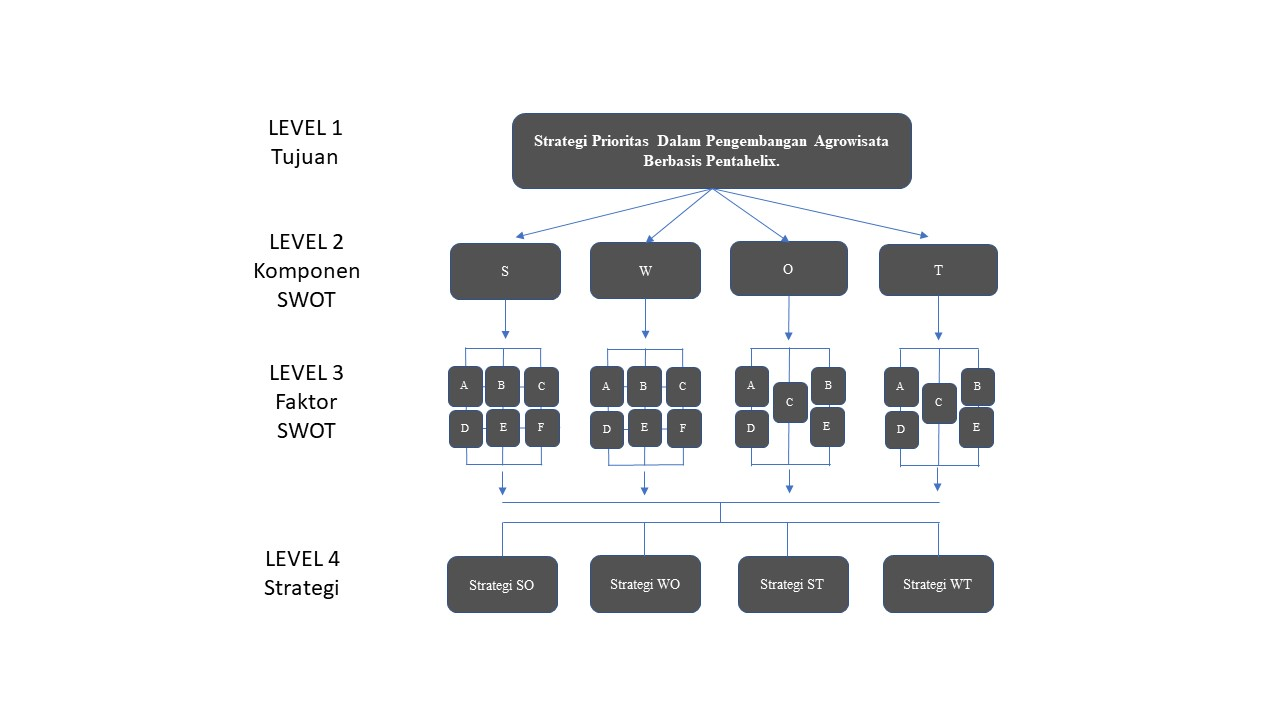 LEVEL 1
Tujuan
Strategi Prioritas Dalam Pengembangan Agrowisata
Berbasis Pentahelix.
LEVEL 2
Komponen
SWOT
S
W
O
T
LEVEL 3
Faktor
SWOT
A B C
D E F
A B C
D E F
A B
C
D E
A B
C
D E
LEVEL 4
Strategi
Strategi SO
Strategi WO
Strategi ST
Strategi WT